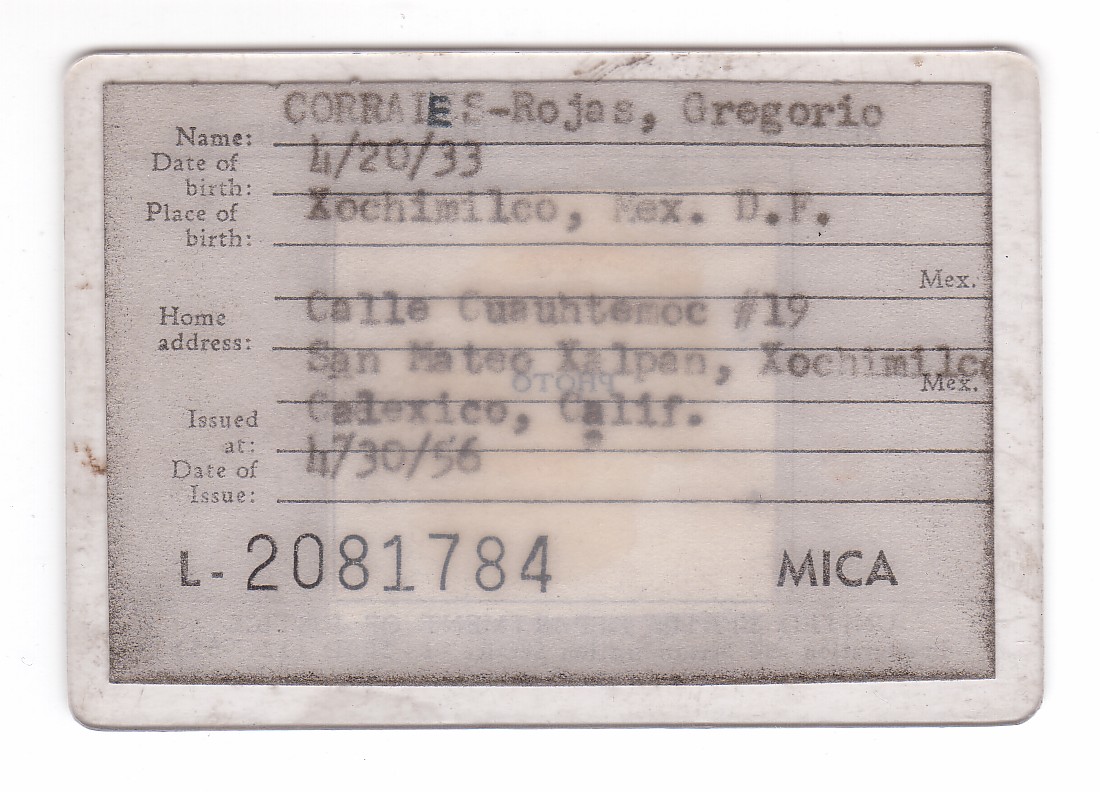 CORRALES-Rojas, Gregorio
Name:
4/20/33
Date of
birth:
Xochimilco, Mex. D.F.
Place of
birth:
Mex.
Calle Cuauhtemoc #19
Home
address:
San Mateo Xalpan, Xochimilco
Mex.
PHOTO
Calexico, Calif.
Issued
at:
4/30/56
Date of
Issue:
L- 2081784 MICA